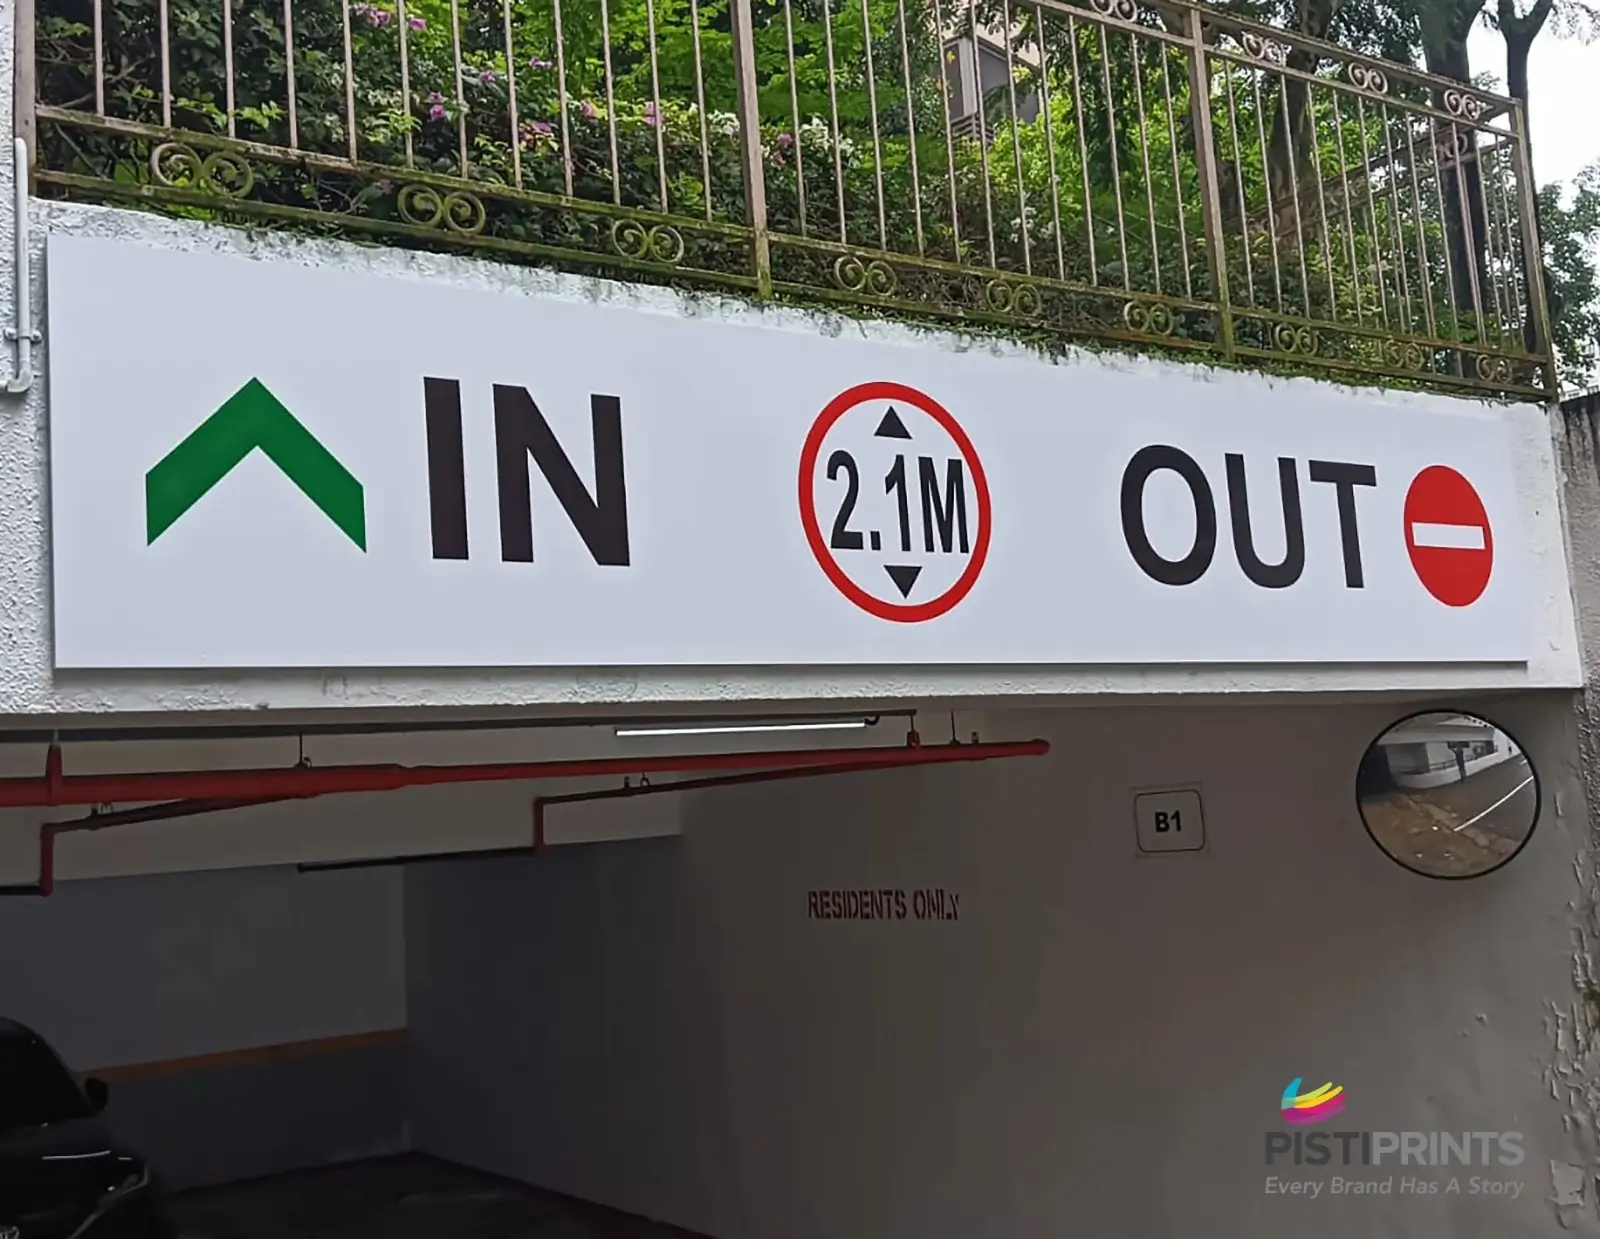 IN
2.1M
OUT
B1
RESIDENTS ONLY
PISTIPRINTS
Every Brand Has A Story